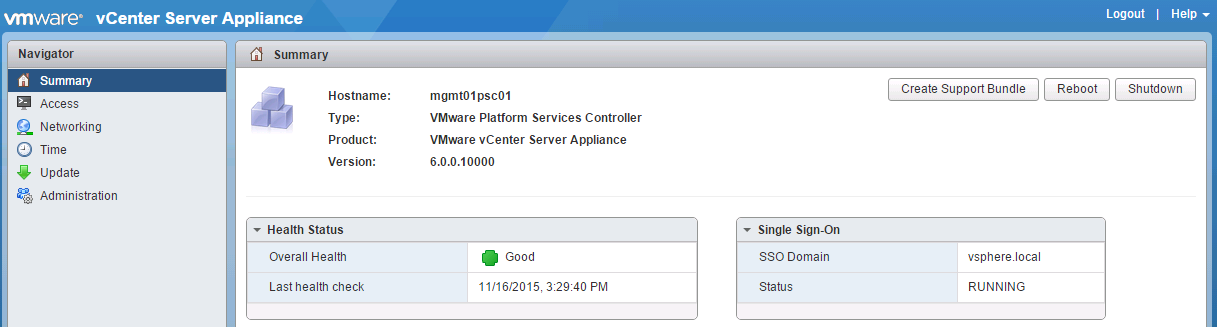 vmware® vCenter Server Appliance
Logout | Help
Navigator
Summary
Access
Networking
Time
Update
Administration
Summary
Create Support Bundle
Reboot
Shutdown
Hostname: mgmt01psc01
Type: VMware Platform Services Controller
Product: VMware vCenter Server Appliance
Version: 6.0.0.10000
Health Status
Overall Health Good
Last health check 11/16/2015, 3:29:40 PM
Single Sign-On
SSO Domain vsphere.local
Status RUNNING